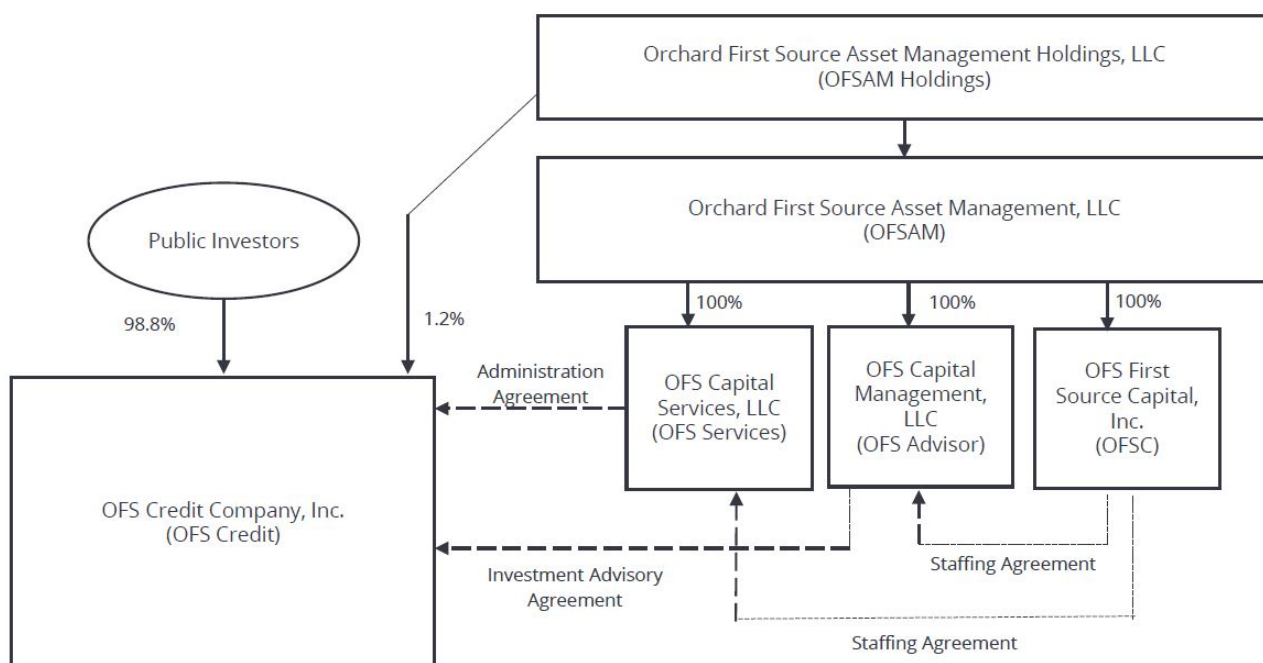 Orchard First Source Asset Management Holdings, LLC
(OFSAM Holdings)
Orchard First Source Asset Management, LLC
(OFSAM)
Public Investors
98.8%
1.2%
100%
100%
100%
Administration
Agreement
OFS Capital
Services, LLC
(OFS Services)
OFS Capital
Management,
LLC
(OFS Advisor)
OFS First
Source Capital,
Inc.
(OFSC)
OFS Credit Company, Inc.
(OFS Credit)
Investment Advisory
Agreement
Staffing Agreement
Staffing Agreement